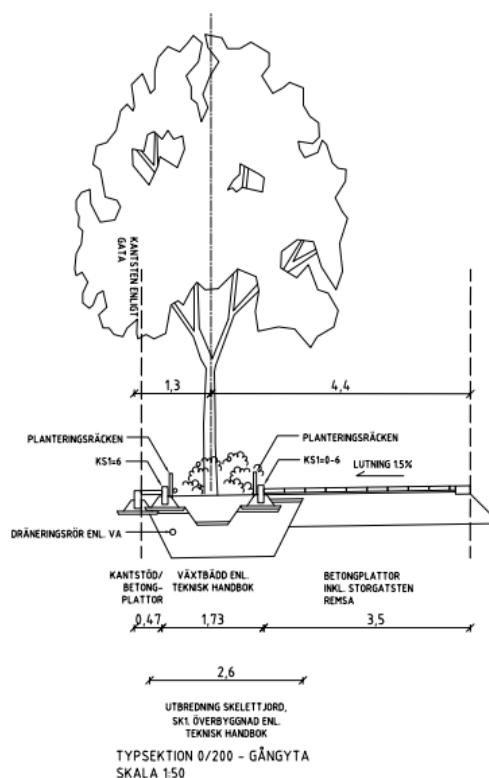 KANTSTEN ENLIGT
GATA
1,3
4,4
PLANTERINGSRÄCKEN
PLANTERINGSRÄCKEN
KS1=6
KS1=0-6
LUTNING 1.5%
DRÄNERINGSRÖR ENL. VA
KANTSTÖD/
BETONG-
PLATTOR
VÄXTBÄDD ENL.
TEKNISK HANDBOK
BETONGPLATTOR
INKL. STORGATSTEN
REMSA
0,47
1,73
3,5
2,6
UTBREDNING SKELETTJORD,
SK1. ÖVERBYGGNAD ENL.
TEKNISK HANDBOK
TYPSEKTION 0/200 - GÅNGYTA
SKALA 1:50